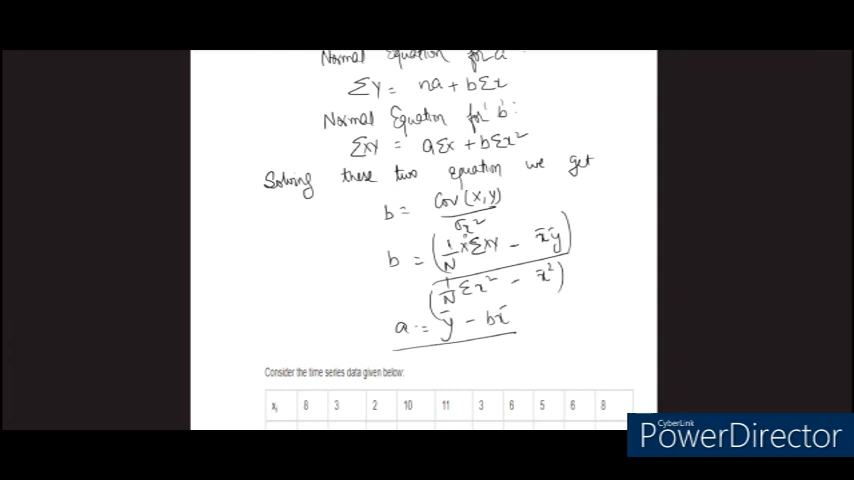 Normal Equation for 'a'
Σy = na + bΣx
Normal Equation for 'b':
Σxy = aΣx + bΣx²
Solving these two equation we get
b = Cov(x,y) / σx²
b = (1/N × Σxy - x̄ȳ) / (1/N Σx² - x̄²)
a = ȳ - bx̄
Consider the time series data given below:
xᵢ 8 3 2 10 11 3 6 5 6 8
CyberLink
PowerDirector